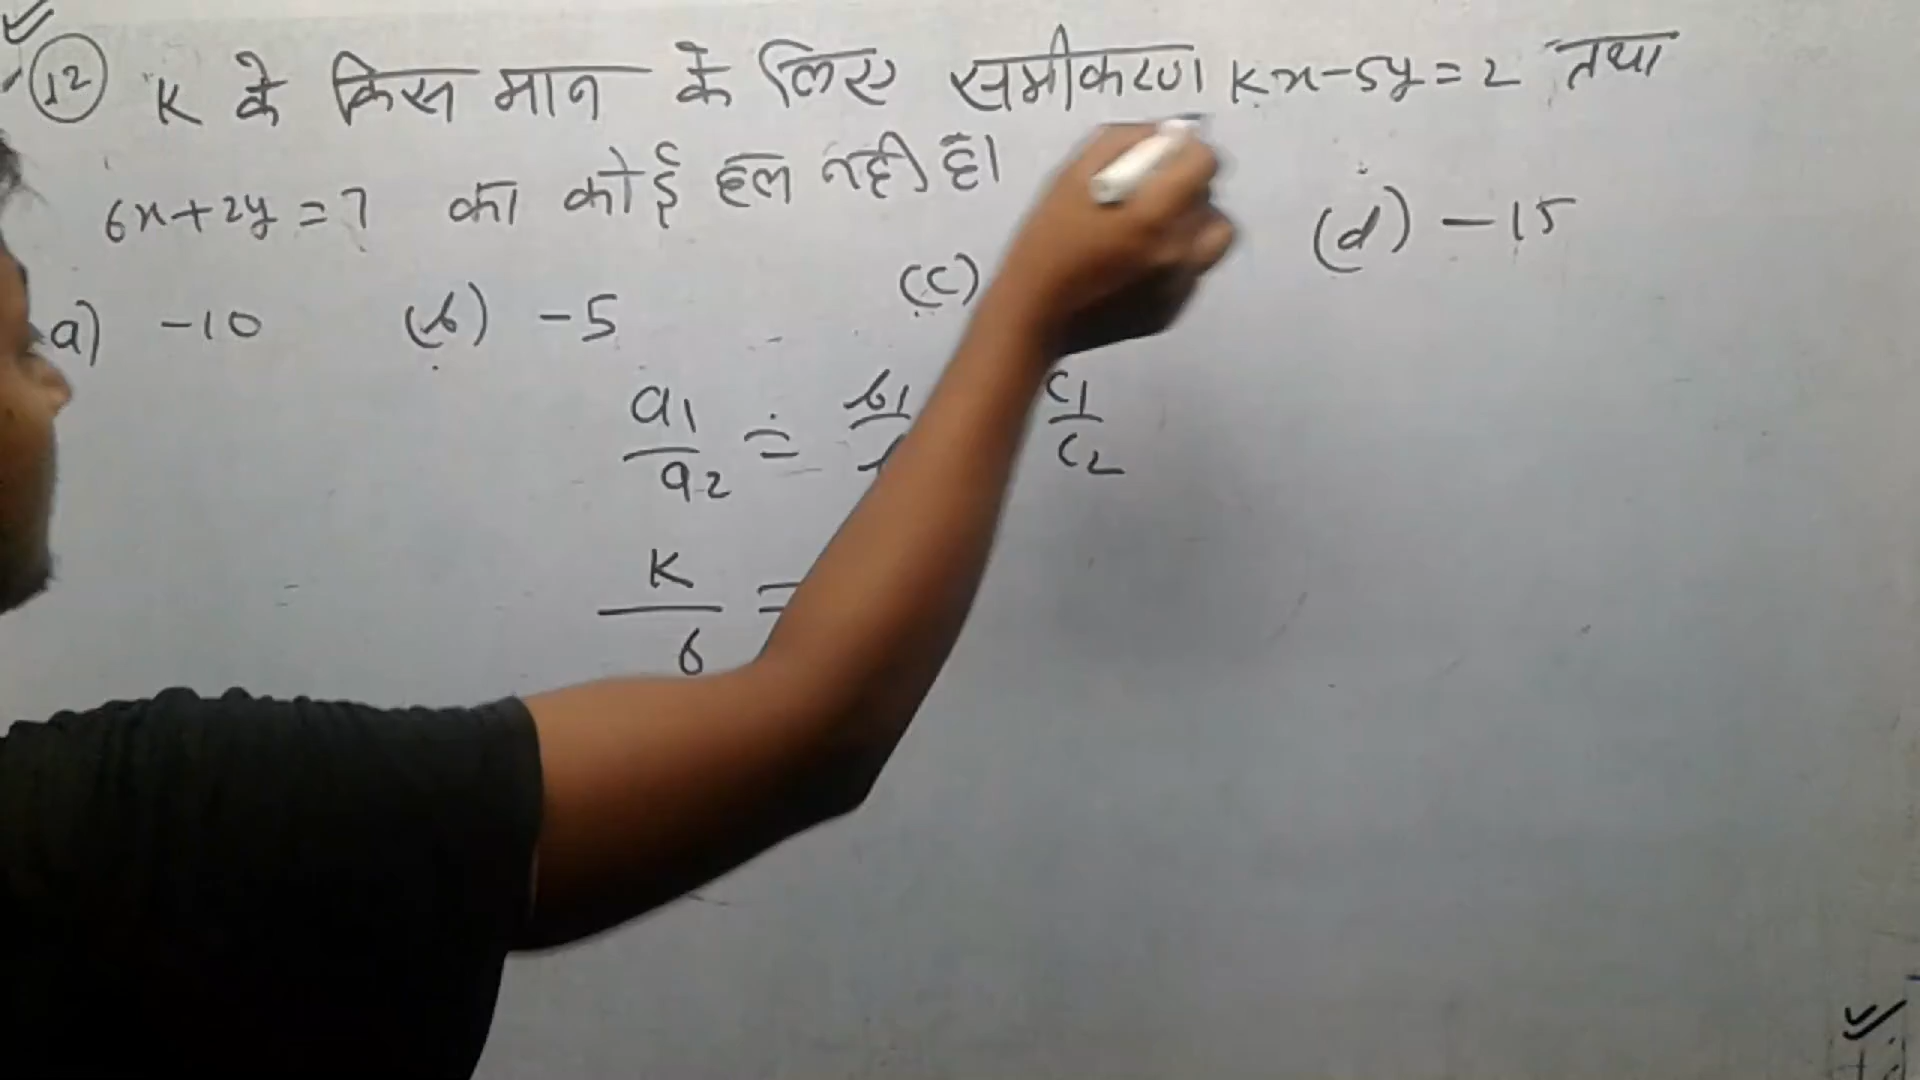 12 K के किस मान के लिए समीकरण Kx-5y=2 तथा
6x+2y=7 का कोई हल नहीं है।
a) -10 (b) -5 (c) (d) -15
a1/a2 = b1 c1/c2
K/6 =